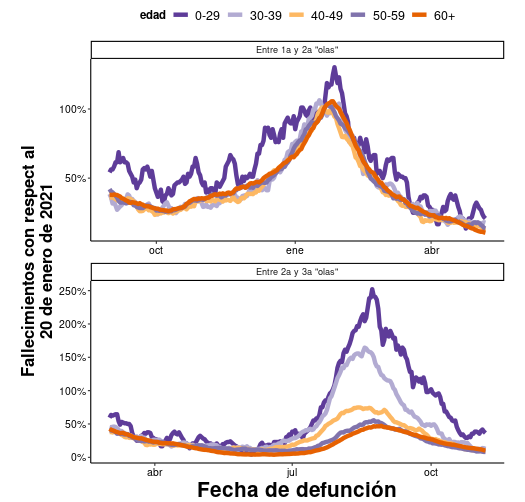 edad 0-29 30-39 40-49 50-59 60+
Entre 1a y 2a "olas"
100%
50%
oct ene abr
Entre 2a y 3a "olas"
250%
200%
150%
100%
50%
0%
abr jul oct
Fecha de defunción
Fallecimientos con respect al
20 de enero de 2021